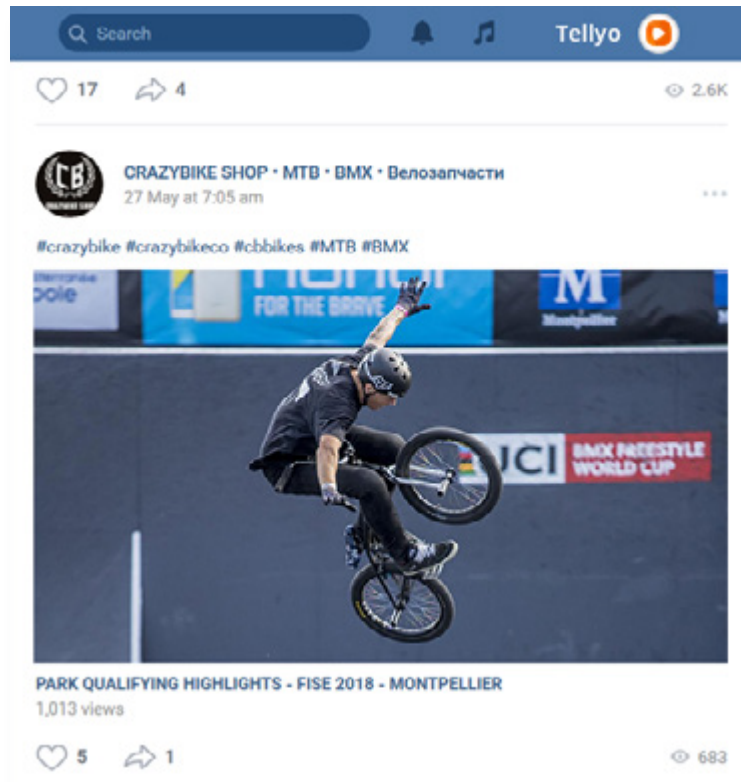 Search
Tellyo
17 4 2.6K
CRAZYBIKE SHOP • MTB • BMX • Велозапчасти
27 May at 7:05 am
#crazybike #crazybikeco #cbbikes #MTB #BMX
FOR THE BRAVE
M
Montpellier
UCI BMX FREESTYLE
WORLD CUP
PARK QUALIFYING HIGHLIGHTS - FISE 2018 - MONTPELLIER
1,013 views
5 1 683